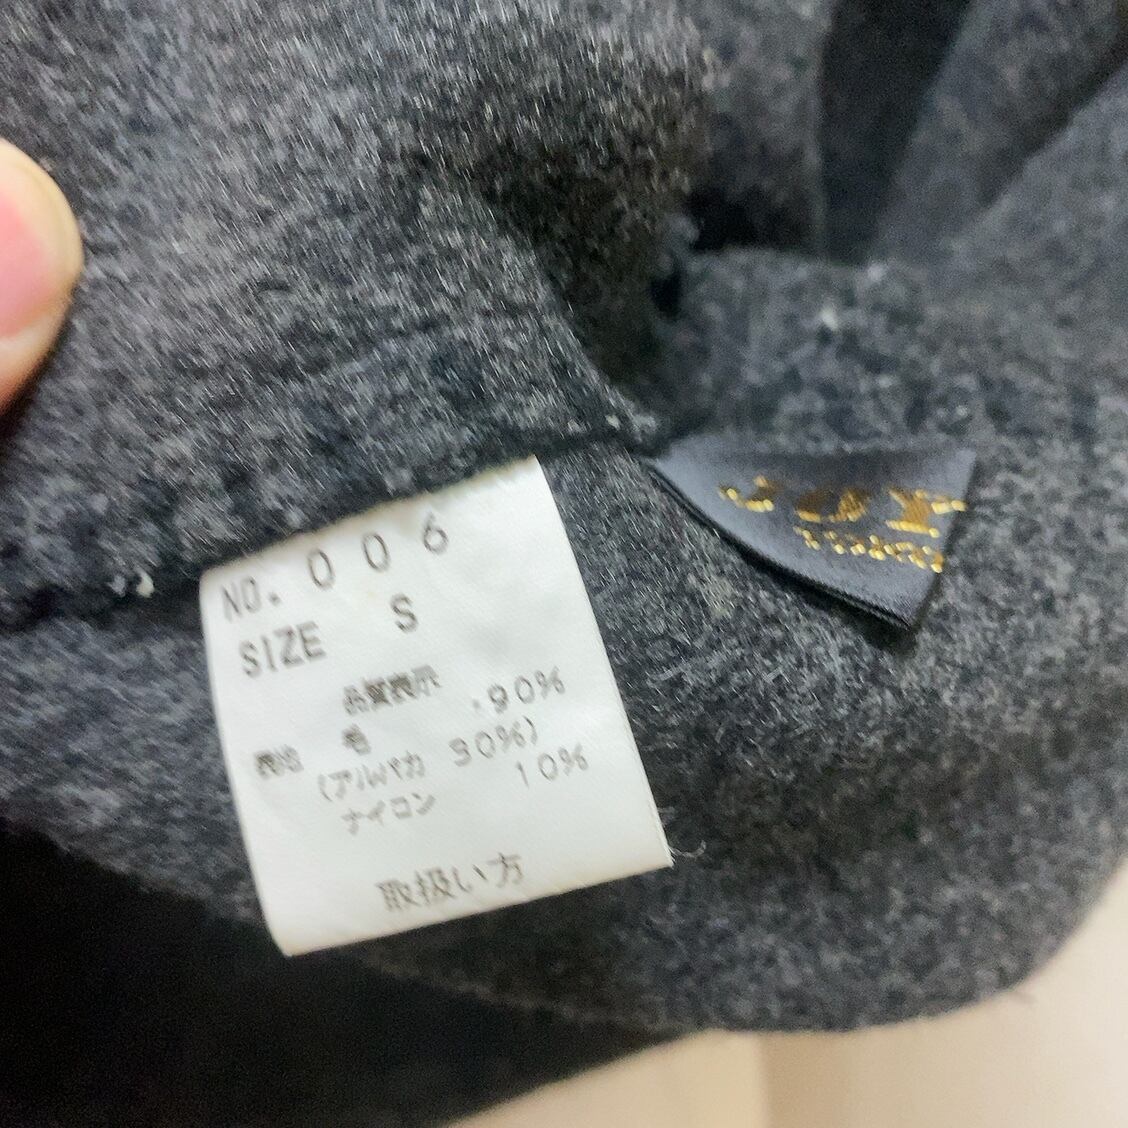 NO. 006
SIZE S
品質表示
表地 毛 90%
(アルパカ 30%)
ナイロン 10%
取扱い方